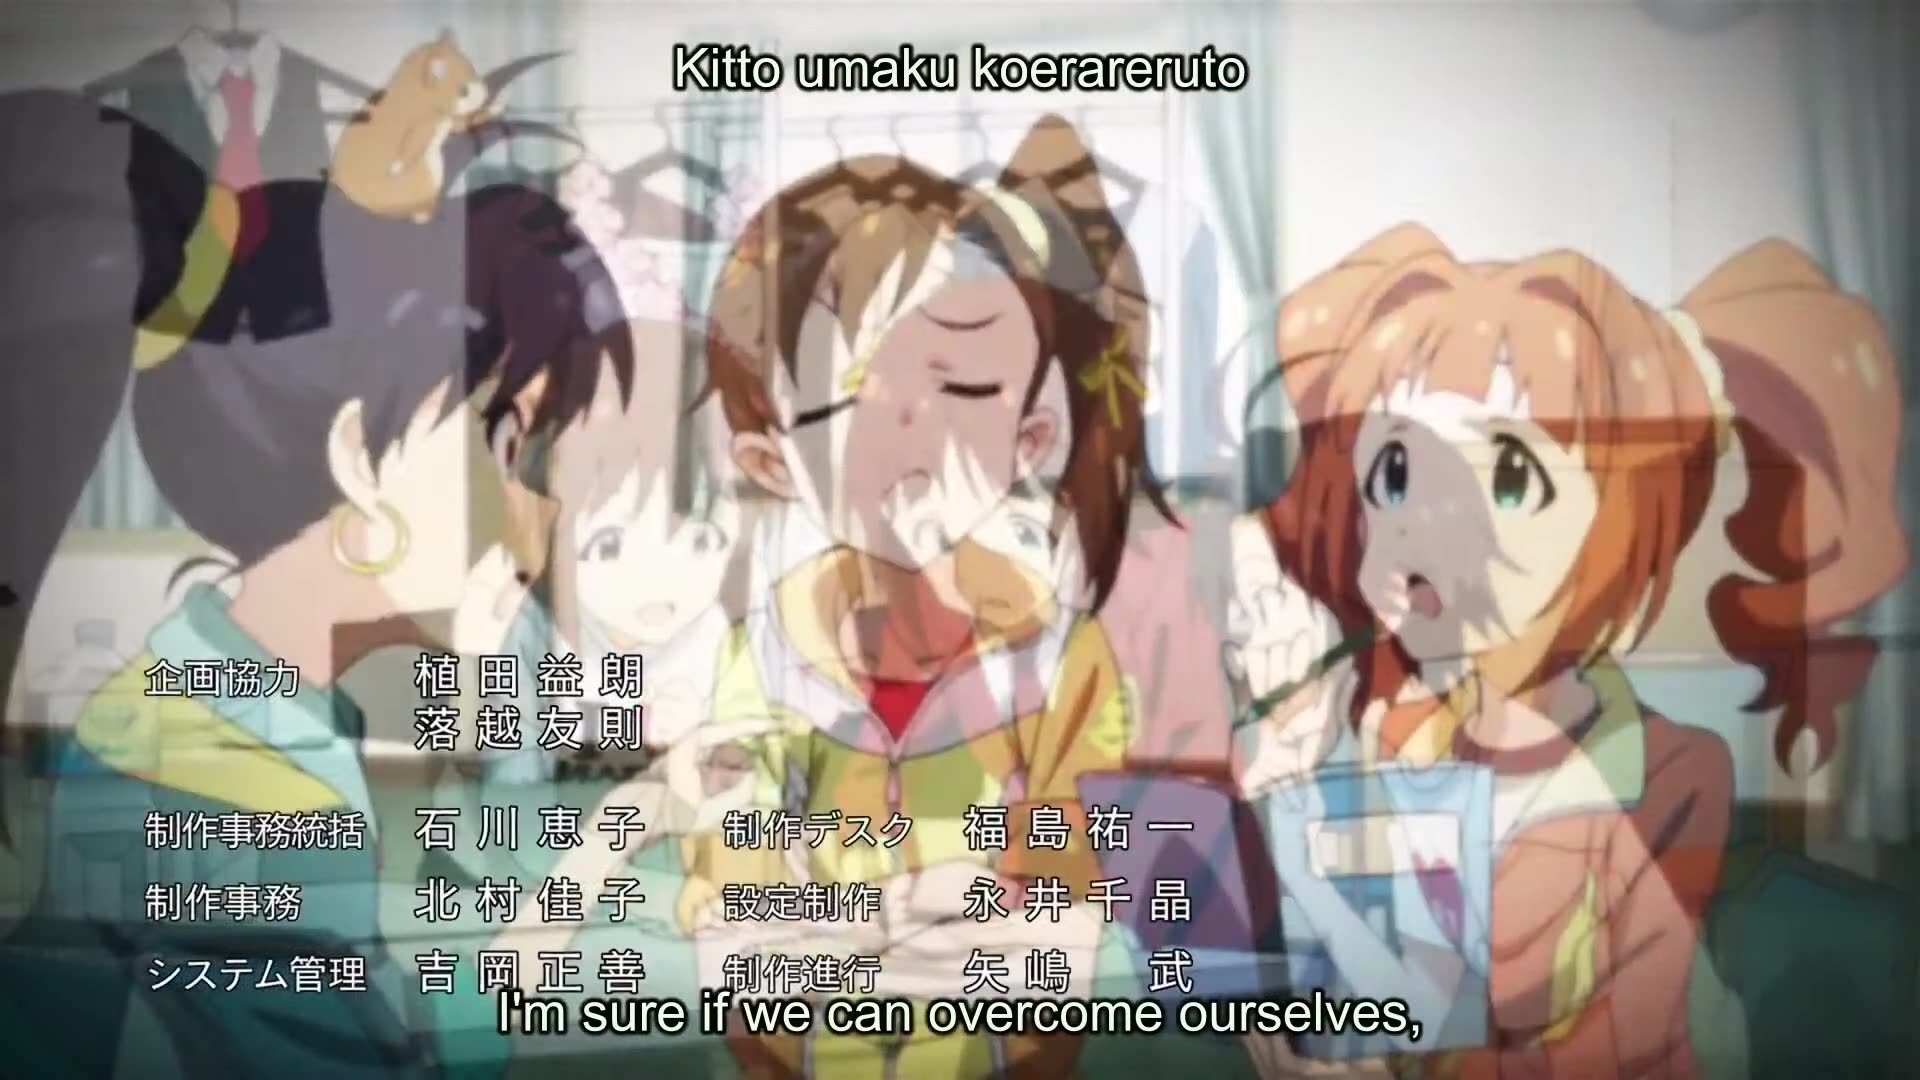 Kitto umaku koerareruto
企画協力 植田益朗
落越友則
制作事務統括 石川恵子 制作デスク 福島祐一
制作事務 北村佳子 設定制作 永井千晶
システム管理 吉岡正善 制作進行 矢嶋 武
I'm sure if we can overcome ourselves,